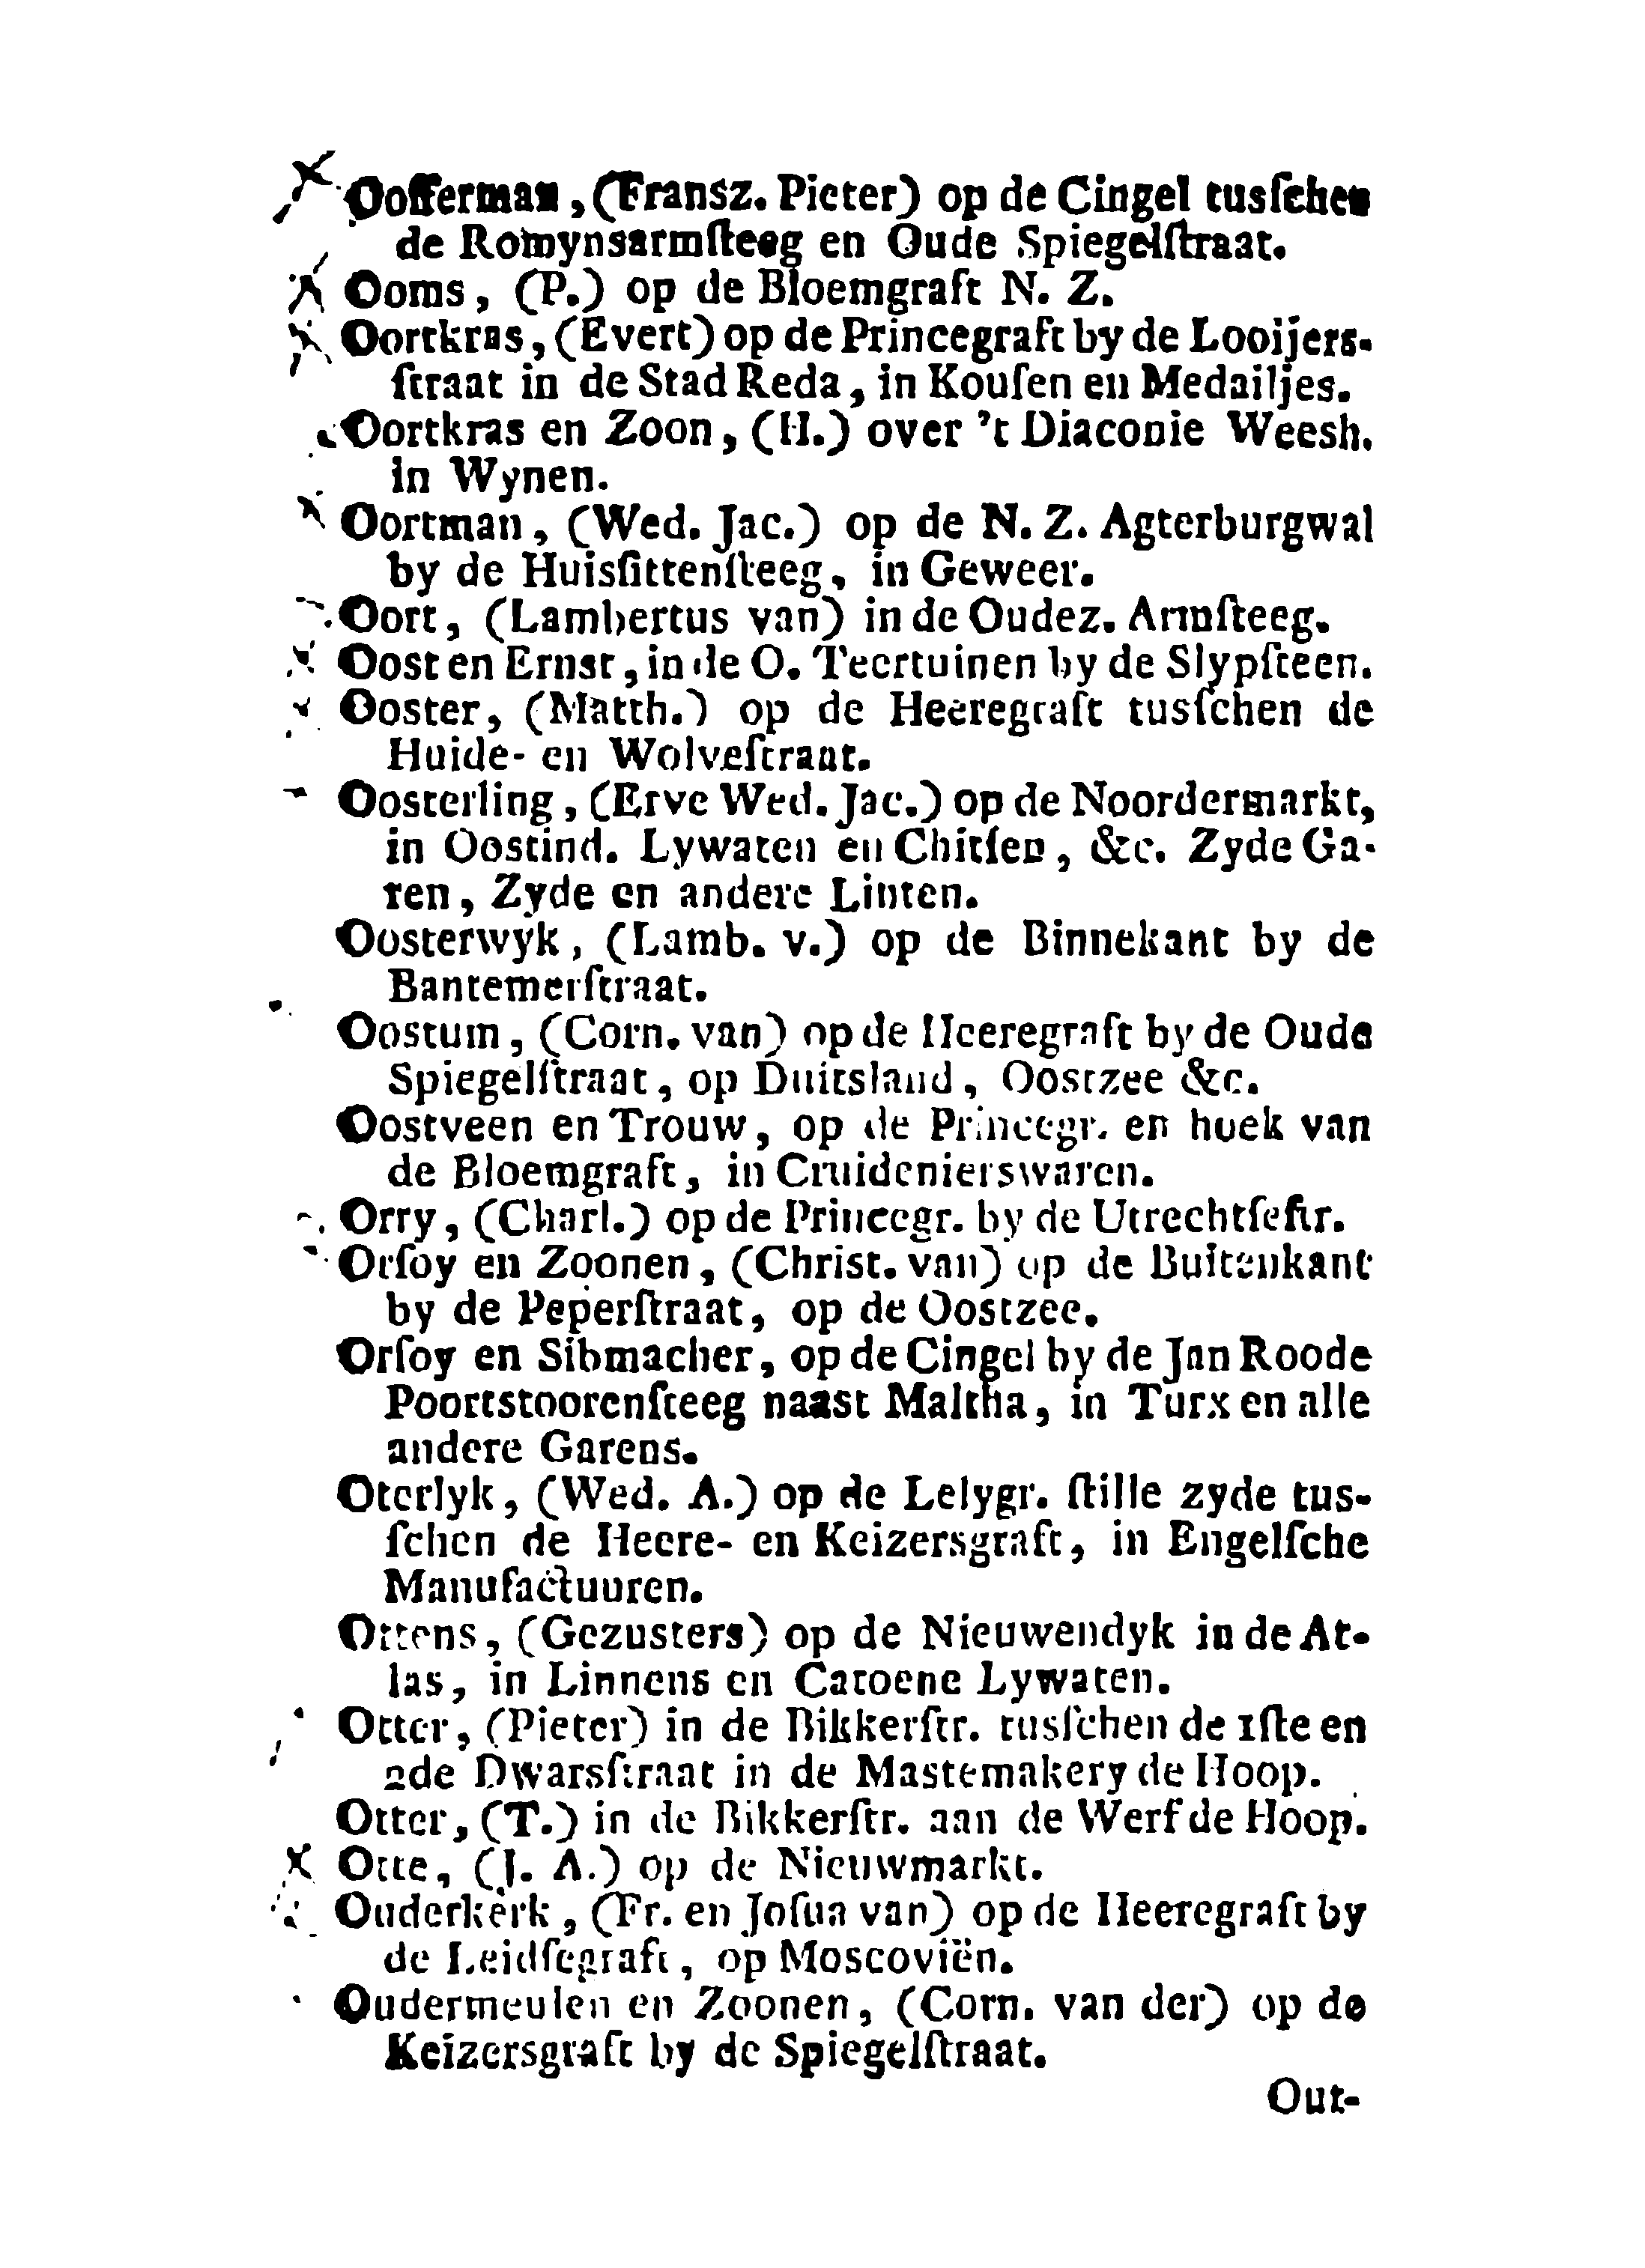 Oosterman, (Fransz. Pieter) op de Cingel tusſchen
de Romynsarmſteeg en Oude Spiegelſtraat.
Ooms, (P.) op de Bloemgraft N. Z.
Oortkras, (Evert) op de Princegraft by de Looijers-
ſtraat in de Stad Reda, in Kouſen en Medailjes.
Oortkras en Zoon, (H.) over 't Diaconie Weesh.
in Wynen.
Oortman, (Wed. Jac.) op de N. Z. Agterburgwal
by de Huisſittenſteeg, in Geweer.
Oort, (Lambertus van) in de Oudez. Armſteeg.
Oost en Ernst, in de O. Teertuinen by de Slypſteen.
Ooster, (Matth.) op de Heeregraft tusſchen de
Huide- en Wolveſtraat.
Oosterling, (Erve Wed. Jac.) op de Noordermarkt,
in Oostind. Lywaten en Chitſen, &c. Zyde Ga-
ren, Zyde en andere Linten.
Oosterwyk, (Lamb. v.) op de Binnekant by de
Bantemerſtraat.
Oostum, (Corn. van) op de Heeregraft by de Oude
Spiegelſtraat, op Duitsland, Oostzee &c.
Oostveen en Trouw, op de Princegr. en hoek van
de Bloemgraft, in Cruidenierswaren.
Orry, (Charl.) op de Princegr. by de Utrechtſeſtr.
Orſoy en Zoonen, (Christ. van) op de Buitenkant
by de Peperſtraat, op de Oostzee.
Orſoy en Sibmacher, op de Cingel by de Jan Roode
Poortstoorenſteeg naast Maltha, in Turx en alle
andere Garens.
Oterlyk, (Wed. A.) op de Lelygr. ſtille zyde tus-
ſchen de Heere- en Keizersgraft, in Engelſche
Manufactuuren.
Ottens, (Gezusters) op de Nieuwendyk in de At-
las, in Linnens en Catoene Lywaten.
Otter, (Pieter) in de Bikkerſtr. tusſchen de 1ſte en
2de Dwarsſtraat in de Mastemakery de Hoop.
Otter, (T.) in de Bikkerſtr. aan de Werf de Hoop.
Otte, (J. A.) op de Nieuwmarkt.
Ouderkerk, (Fr. en Joſua van) op de Heeregraft by
de Leidſegraft, op Moscoviën.
Oudermeulen en Zoonen, (Corn. van der) op de
Keizersgraft by de Spiegelſtraat.
Out-